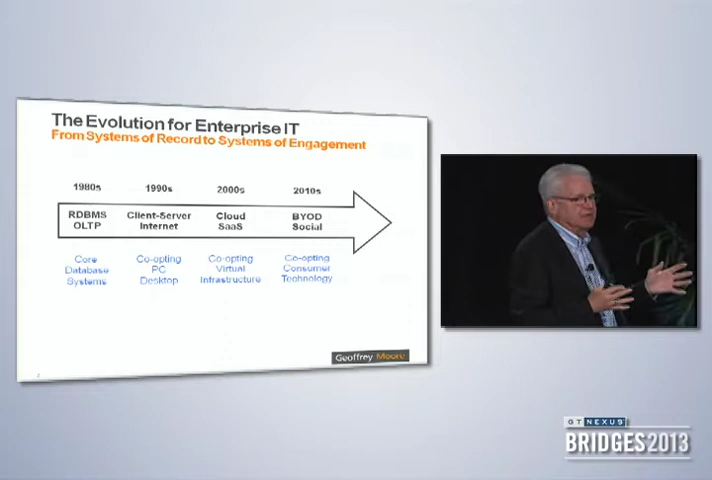 The Evolution for Enterprise IT
From Systems of Record to Systems of Engagement
1980s 1990s 2000s 2010s
RDBMS Client-Server Cloud BYOD
OLTP Internet SaaS Social
Core Co-opting Co-opting Co-opting
Database PC Virtual Consumer
Systems Desktop Infrastructure Technology
Geoffrey Moore
GT NEXUS
BRIDGES2013